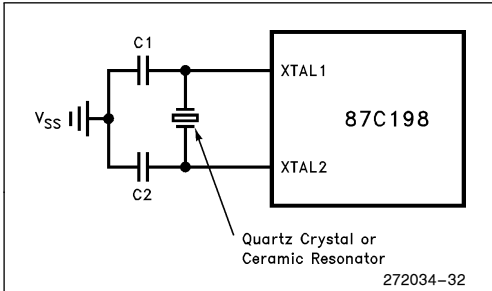 C1
XTAL1
VSS
87C198
XTAL2
C2
Quartz Crystal or
Ceramic Resonator
272034-32